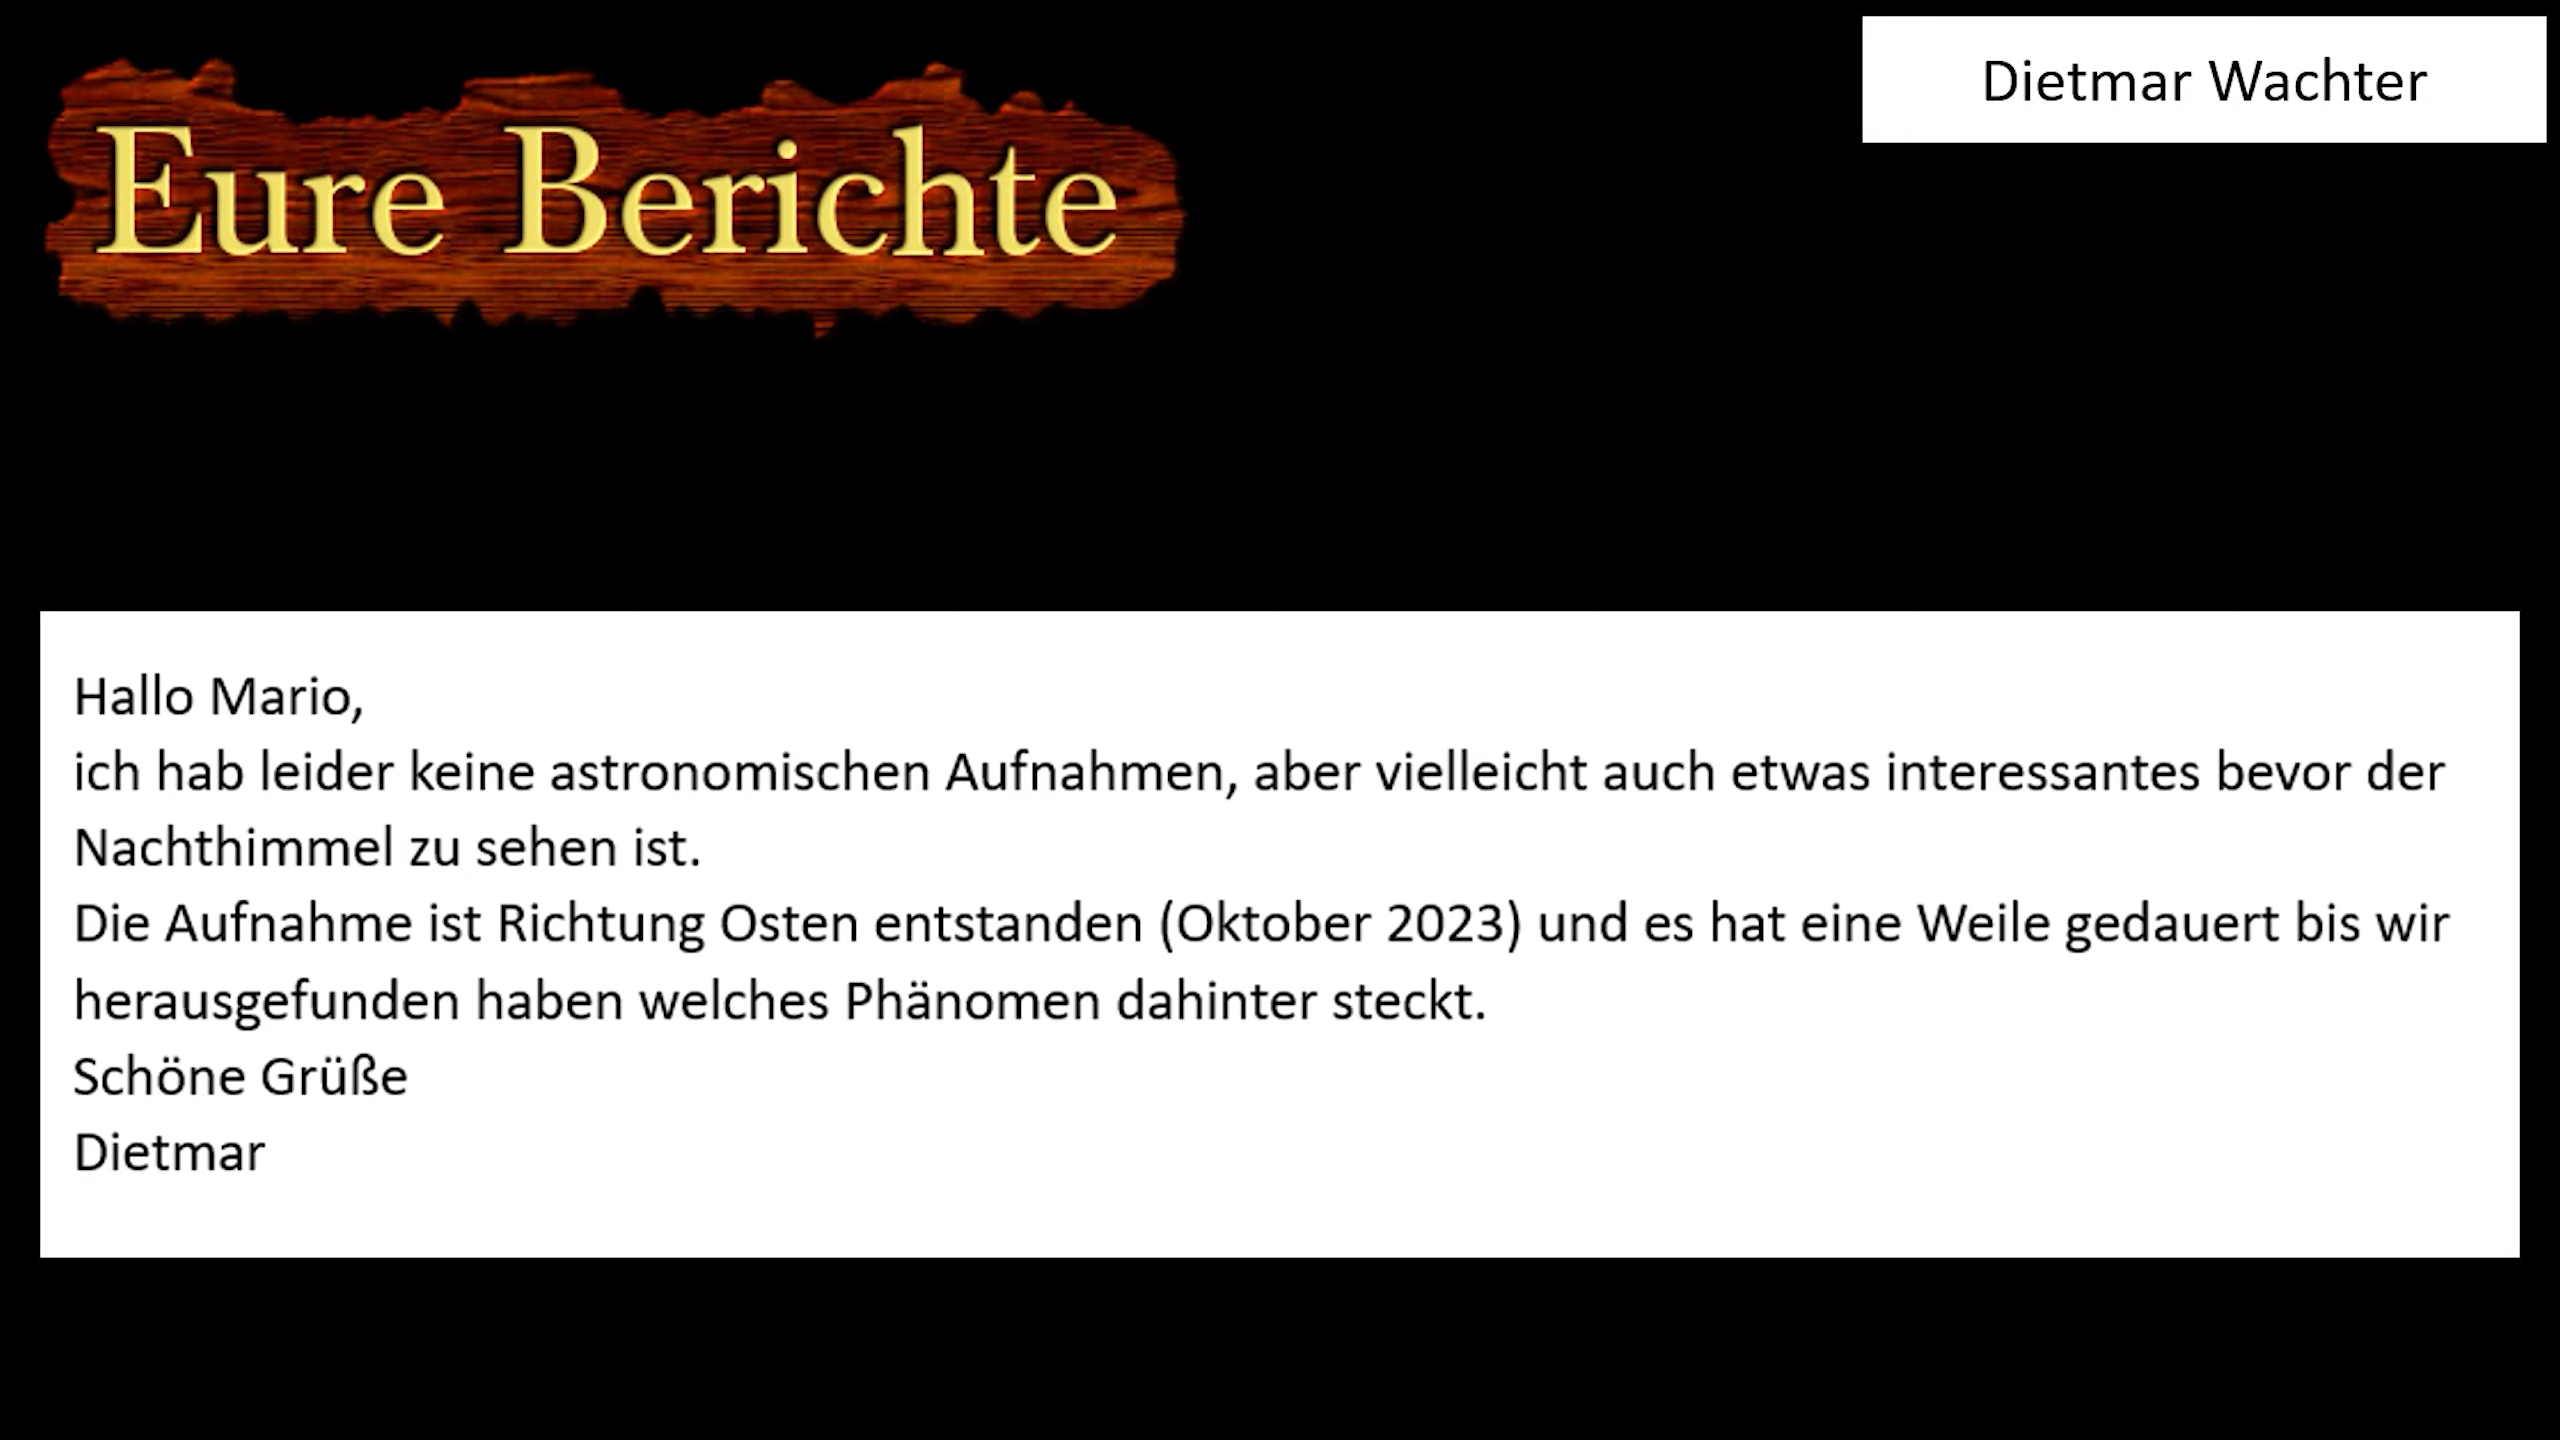 Dietmar Wachter
Eure Berichte
Hallo Mario,
ich hab leider keine astronomischen Aufnahmen, aber vielleicht auch etwas interessantes bevor der
Nachthimmel zu sehen ist.
Die Aufnahme ist Richtung Osten entstanden (Oktober 2023) und es hat eine Weile gedauert bis wir
herausgefunden haben welches Phänomen dahinter steckt.
Schöne Grüße
Dietmar